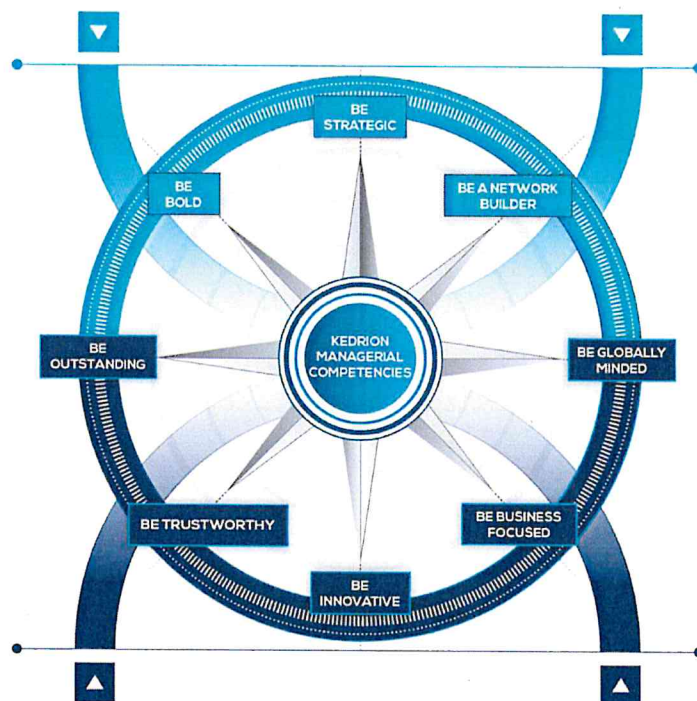 BE
STRATEGIC
BE
BOLD
BE A NETWORK
BUILDER
KEDRION
MANAGERIAL
COMPETENCIES
BE
OUTSTANDING
BE GLOBALLY
MINDED
BE TRUSTWORTHY
BE BUSINESS
FOCUSED
BE
INNOVATIVE